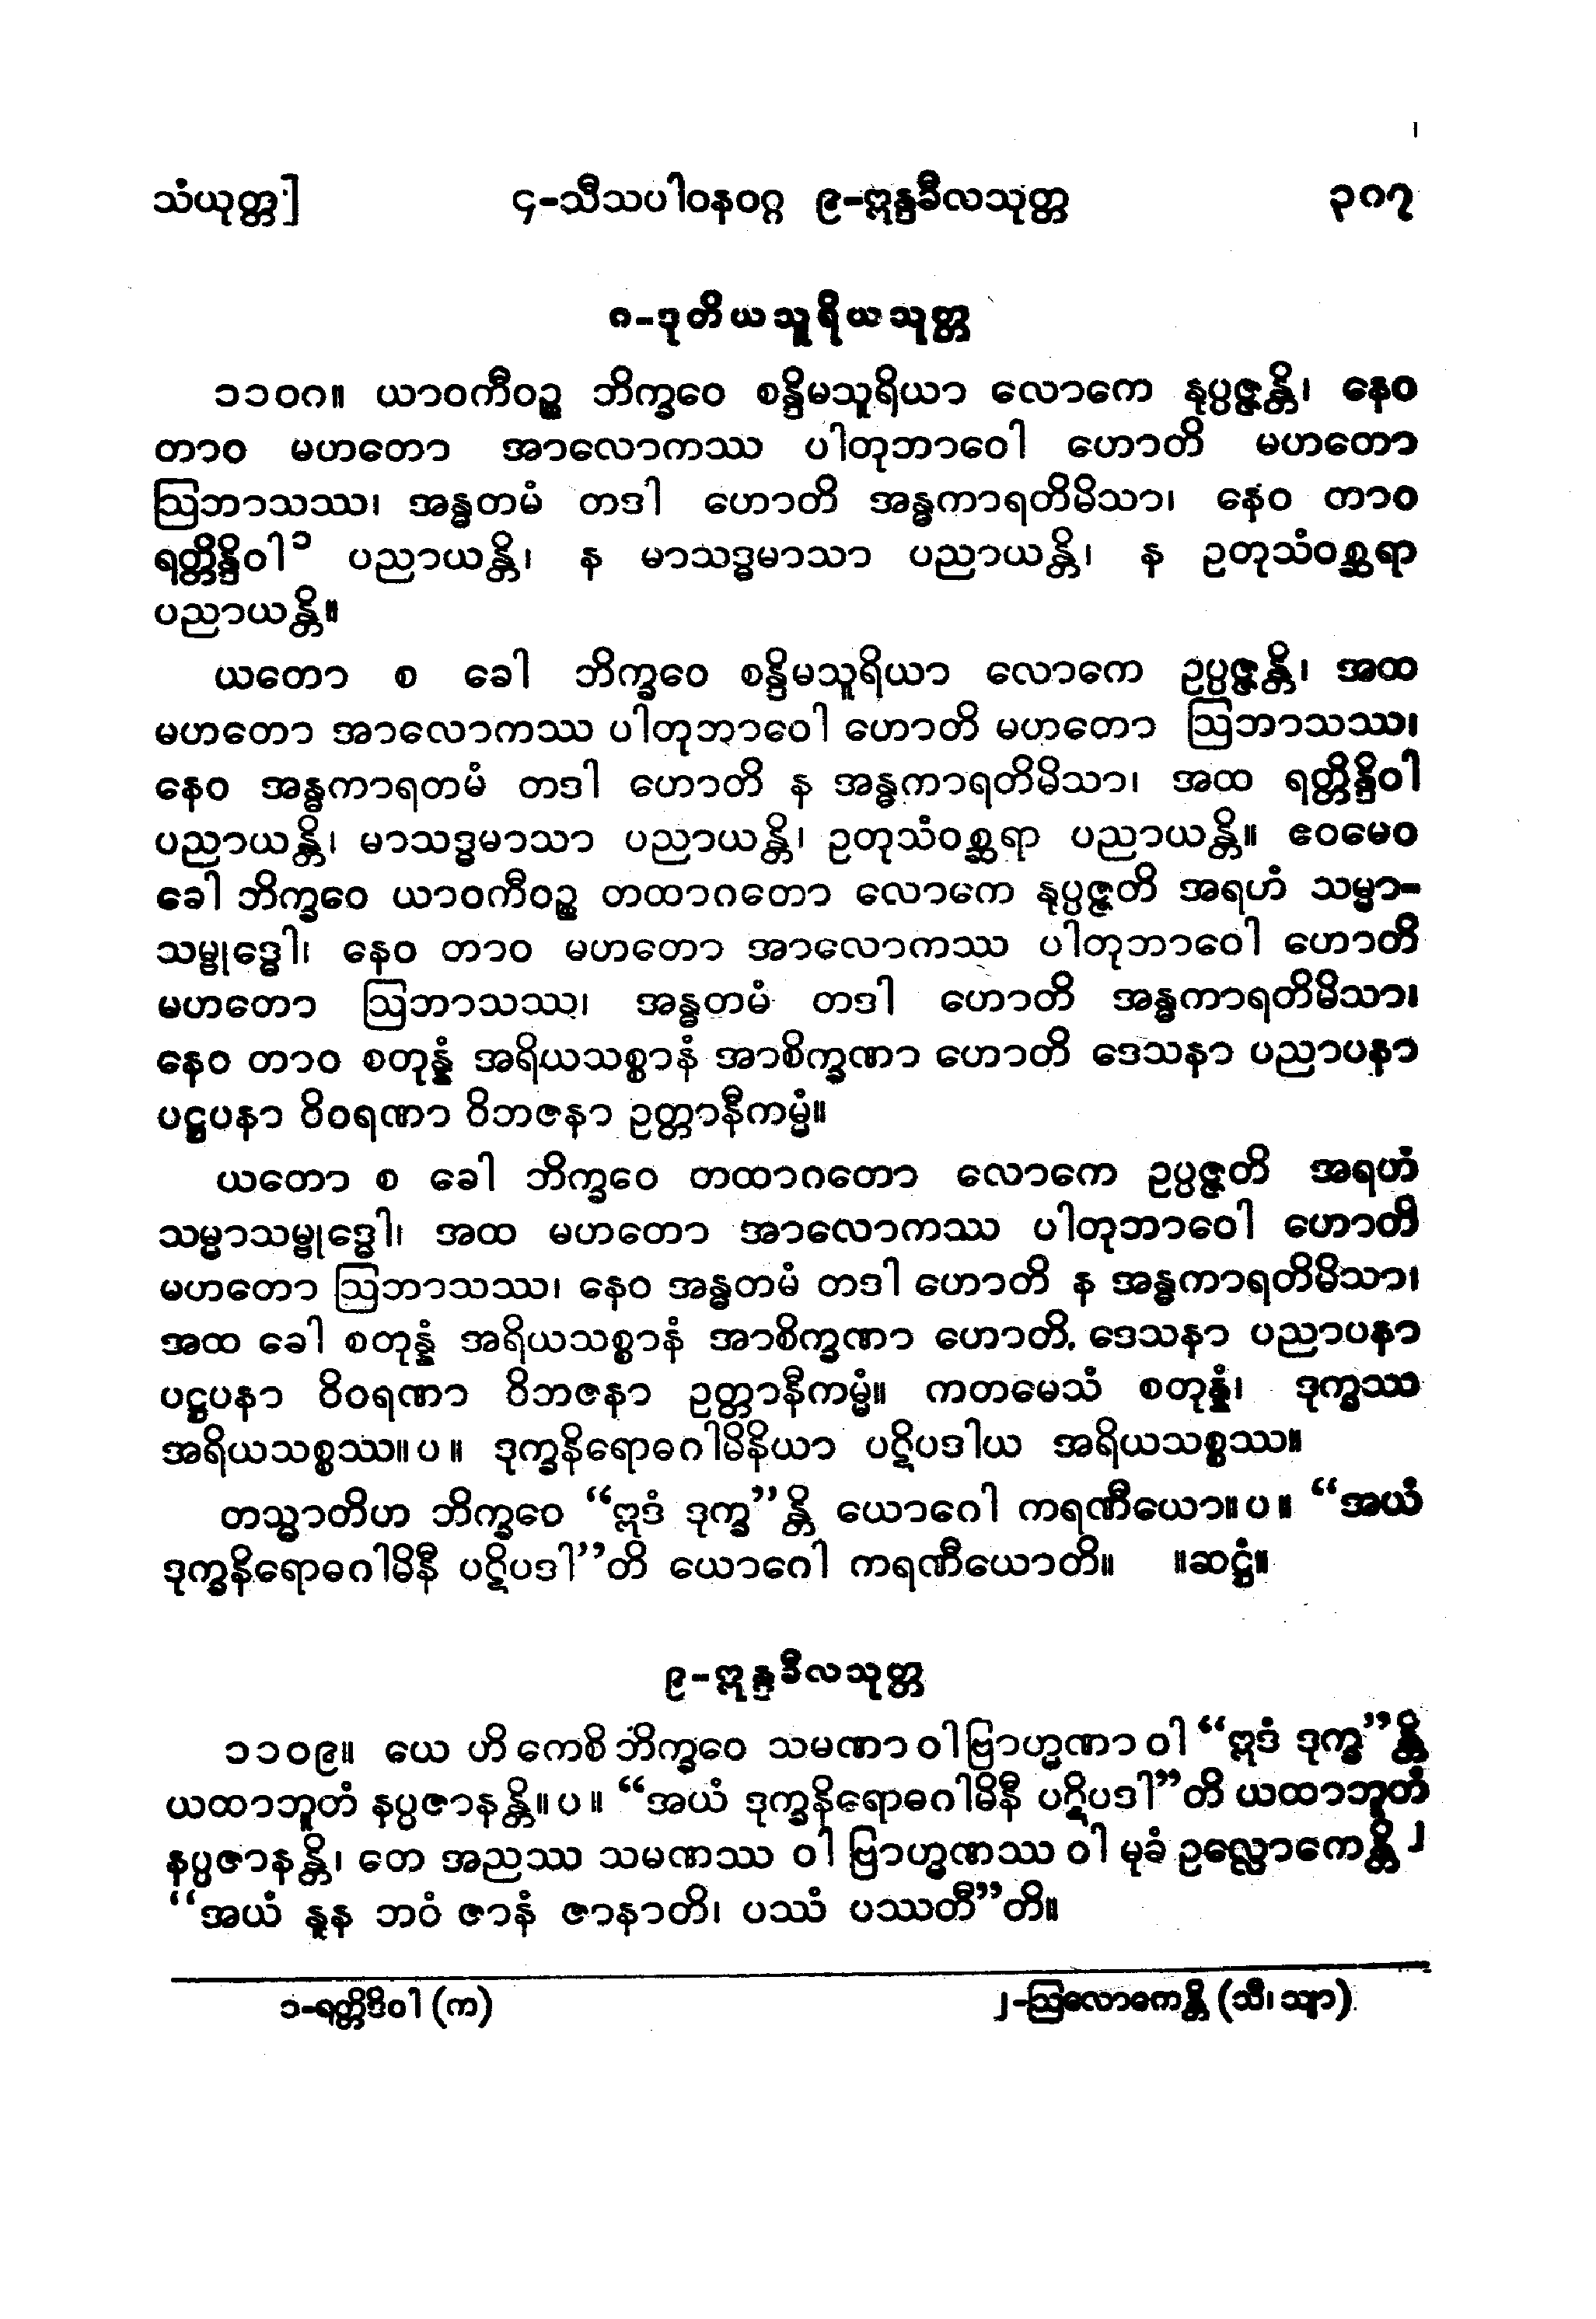 သံယုတ္တ] ၄-သီသပါဝနဝဂ္ဂ ၉-ဣန္ဒခီလသုတ္တ ၃၈၇
၈-ဒုတိယသူရိယသုတ္တ
၁၁၀၈။ ယာဝကီဝဉ္စ ဘိက္ခဝေ စန္ဒိမသူရိယာ လောကေ နုပ္ပဇ္ဇန္တိ၊ နေဝ
တာဝ မဟတော အာလောကဿ ပါတုဘာဝေါ ဟောတိ မဟတော
ဩဘာသဿ၊ အန္ဓတမံ တဒါ ဟောတိ အန္ဓကာရတိမိသာ၊ နေဝ တာဝ
ရတ္တိန္ဒိဝါ၁ ပညာယန္တိ၊ န မာသဒ္ဓမာသာ ပညာယန္တိ၊ န ဥတုသံဝစ္ဆရာ
ပညာယန္တိ။
ယတော စ ခေါ ဘိက္ခဝေ စန္ဒိမသူရိယာ လောကေ ဥပ္ပဇ္ဇန္တိ၊ အထ
မဟတော အာလောကဿ ပါတုဘာဝေါ ဟောတိ မဟတော ဩဘာသဿ၊
နေဝ အန္ဓကာရတမံ တဒါ ဟောတိ န အန္ဓကာရတိမိသာ၊ အထ ရတ္တိန္ဒိဝါ
ပညာယန္တိ၊ မာသဒ္ဓမာသာ ပညာယန္တိ၊ ဥတုသံဝစ္ဆရာ ပညာယန္တိ။ ဧဝမေဝ
ခေါ ဘိက္ခဝေ ယာဝကီဝဉ္စ တထာဂတော လောကေ နုပ္ပဇ္ဇတိ အရဟံ သမ္မာ-
သမ္ဗုဒ္ဓေါ၊ နေဝ တာဝ မဟတော အာလောကဿ ပါတုဘာဝေါ ဟောတိ
မဟတော ဩဘာသဿ၊ အန္ဓတမံ တဒါ ဟောတိ အန္ဓကာရတိမိသာ၊
နေဝ တာဝ စတုန္နံ အရိယသစ္စာနံ အာစိက္ခဏာ ဟောတိ ဒေသနာ ပညာပနာ
ပဋ္ဌပနာ ဝိဝရဏာ ဝိဘဇနာ ဥတ္တာနီကမ္မံ။
ယတော စ ခေါ ဘိက္ခဝေ တထာဂတော လောကေ ဥပ္ပဇ္ဇတိ အရဟံ
သမ္မာသမ္ဗုဒ္ဓေါ၊ အထ မဟတော အာလောကဿ ပါတုဘာဝေါ ဟောတိ
မဟတော ဩဘာသဿ၊ နေဝ အန္ဓတမံ တဒါ ဟောတိ န အန္ဓကာရတိမိသာ၊
အထ ခေါ စတုန္နံ အရိယသစ္စာနံ အာစိက္ခဏာ ဟောတိ ဒေသနာ ပညာပနာ
ပဋ္ဌပနာ ဝိဝရဏာ ဝိဘဇနာ ဥတ္တာနီကမ္မံ။ ကတမေသံ စတုန္နံ၊ ဒုက္ခဿ
အရိယသစ္စဿ။ပ။ ဒုက္ခနိရောဓဂါမိနိယာ ပဋိပဒါယ အရိယသစ္စဿ။
တသ္မာတိဟ ဘိက္ခဝေ “ဣဒံ ဒုက္ခ”န္တိ ယောဂေါ ကရဏီယော။ပ။ “အယံ
ဒုက္ခနိရောဓဂါမိနီ ပဋိပဒါ”တိ ယောဂေါ ကရဏီယောတိ။ ။ဆဋ္ဌံ။
၉-ဣန္ဒခီလသုတ္တ
၁၁၀၉။ ယေ ဟိ ကေစိ ဘိက္ခဝေ သမဏာ ဝါ ဗြာဟ္မဏာ ဝါ “ဣဒံ ဒုက္ခ”န္တိ
ယထာဘူတံ နပ္ပဇာနန္တိ။ပ။ “အယံ ဒုက္ခနိရောဓဂါမိနီ ပဋိပဒါ”တိ ယထာဘူတံ
နပ္ပဇာနန္တိ၊ တေ အညဿ သမဏဿ ဝါ ဗြာဟ္မဏဿ ဝါ မုခံ ဥလ္လောကေန္တိ၂
“အယံ နူန ဘဝံ ဇာနံ ဇာနာတိ၊ ပဿံ ပဿတီ”တိ။
၁-ရတ္တိဒိဝါ (က) ၂-ဩလောကေန္တိ (သီ၊ သျာ)